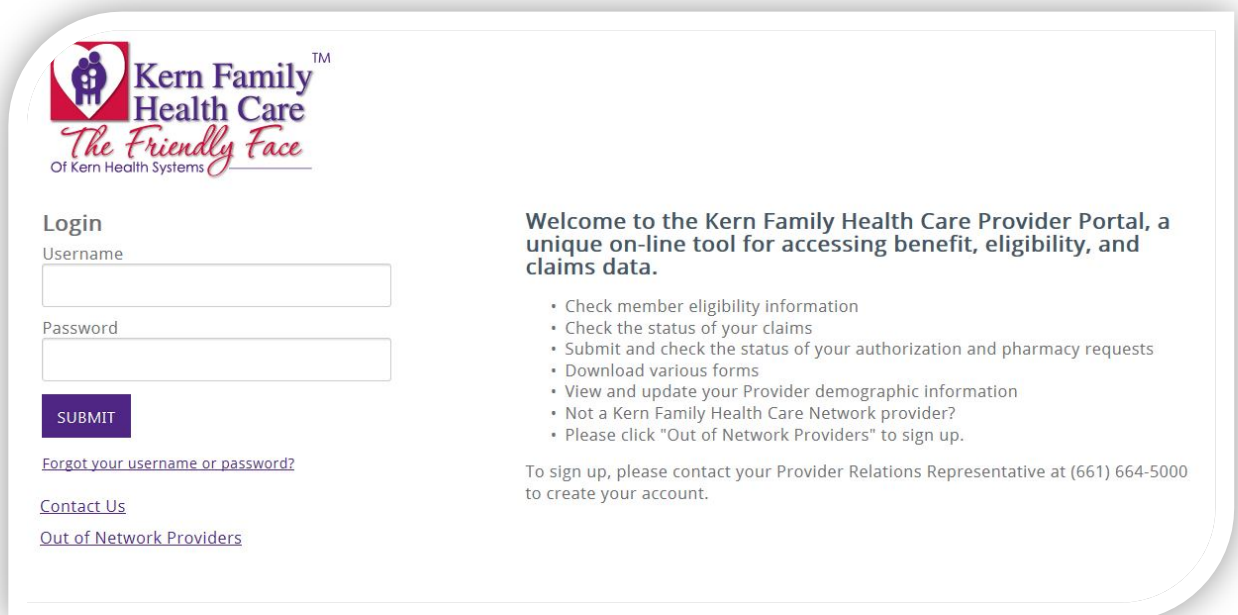 Kern Family™
Health Care
The Friendly Face
Of Kern Health Systems
Login
Username
Password
SUBMIT
Forgot your username or password?
Contact Us
Out of Network Providers
Welcome to the Kern Family Health Care Provider Portal, a
unique on-line tool for accessing benefit, eligibility, and
claims data.
• Check member eligibility information
• Check the status of your claims
• Submit and check the status of your authorization and pharmacy requests
• Download various forms
• View and update your Provider demographic information
• Not a Kern Family Health Care Network provider?
• Please click "Out of Network Providers" to sign up.
To sign up, please contact your Provider Relations Representative at (661) 664-5000
to create your account.